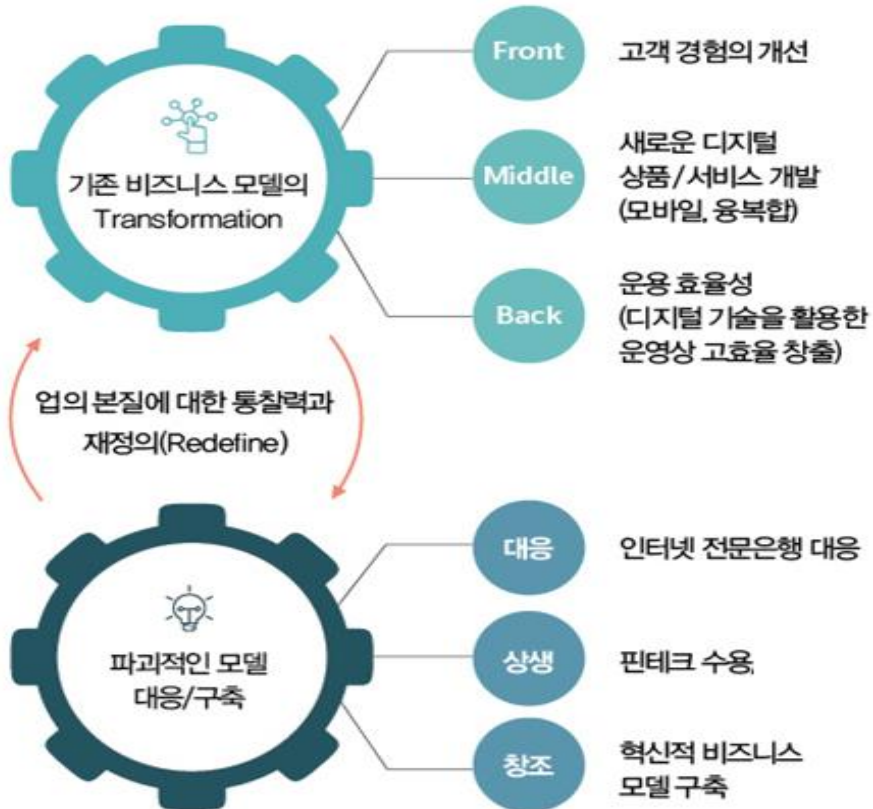 기존 비즈니스 모델의
Transformation
Front
고객 경험의 개선
Middle
새로운 디지털
상품/서비스 개발
(모바일, 융복합)
Back
운용 효율성
(디지털 기술을 활용한
운영상 고효율 창출)
업의 본질에 대한 통찰력과
재정의(Redefine)
파괴적인 모델
대응/구축
대응
인터넷 전문은행 대응
상생
핀테크 수용,
창조
혁신적 비즈니스
모델 구축